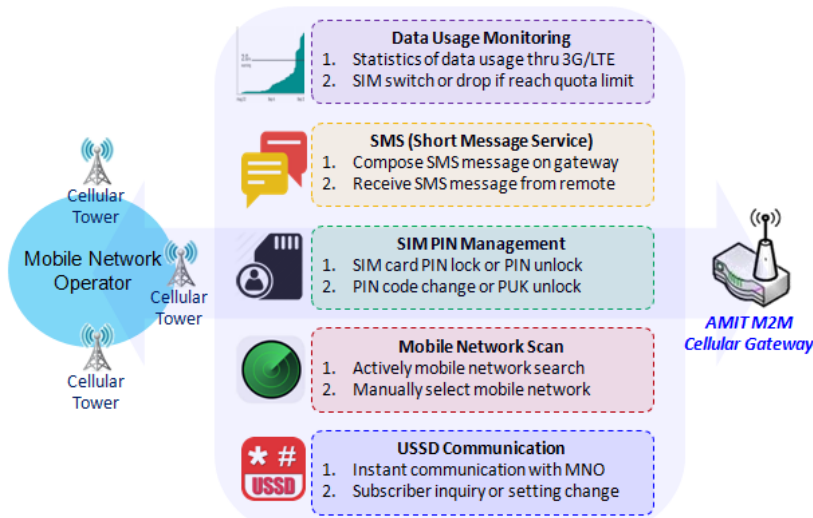 Data Usage Monitoring
1. Statistics of data usage thru 3G/LTE
2. SIM switch or drop if reach quota limit
SMS (Short Message Service)
1. Compose SMS message on gateway
2. Receive SMS message from remote
Cellular
Tower
Mobile Network
Operator
Cellular
Tower
Cellular
Tower
SIM PIN Management
1. SIM card PIN lock or PIN unlock
2. PIN code change or PUK unlock
AMIT M2M
Cellular Gateway
Mobile Network Scan
1. Actively mobile network search
2. Manually select mobile network
* #
USSD
USSD Communication
1. Instant communication with MNO
2. Subscriber inquiry or setting change